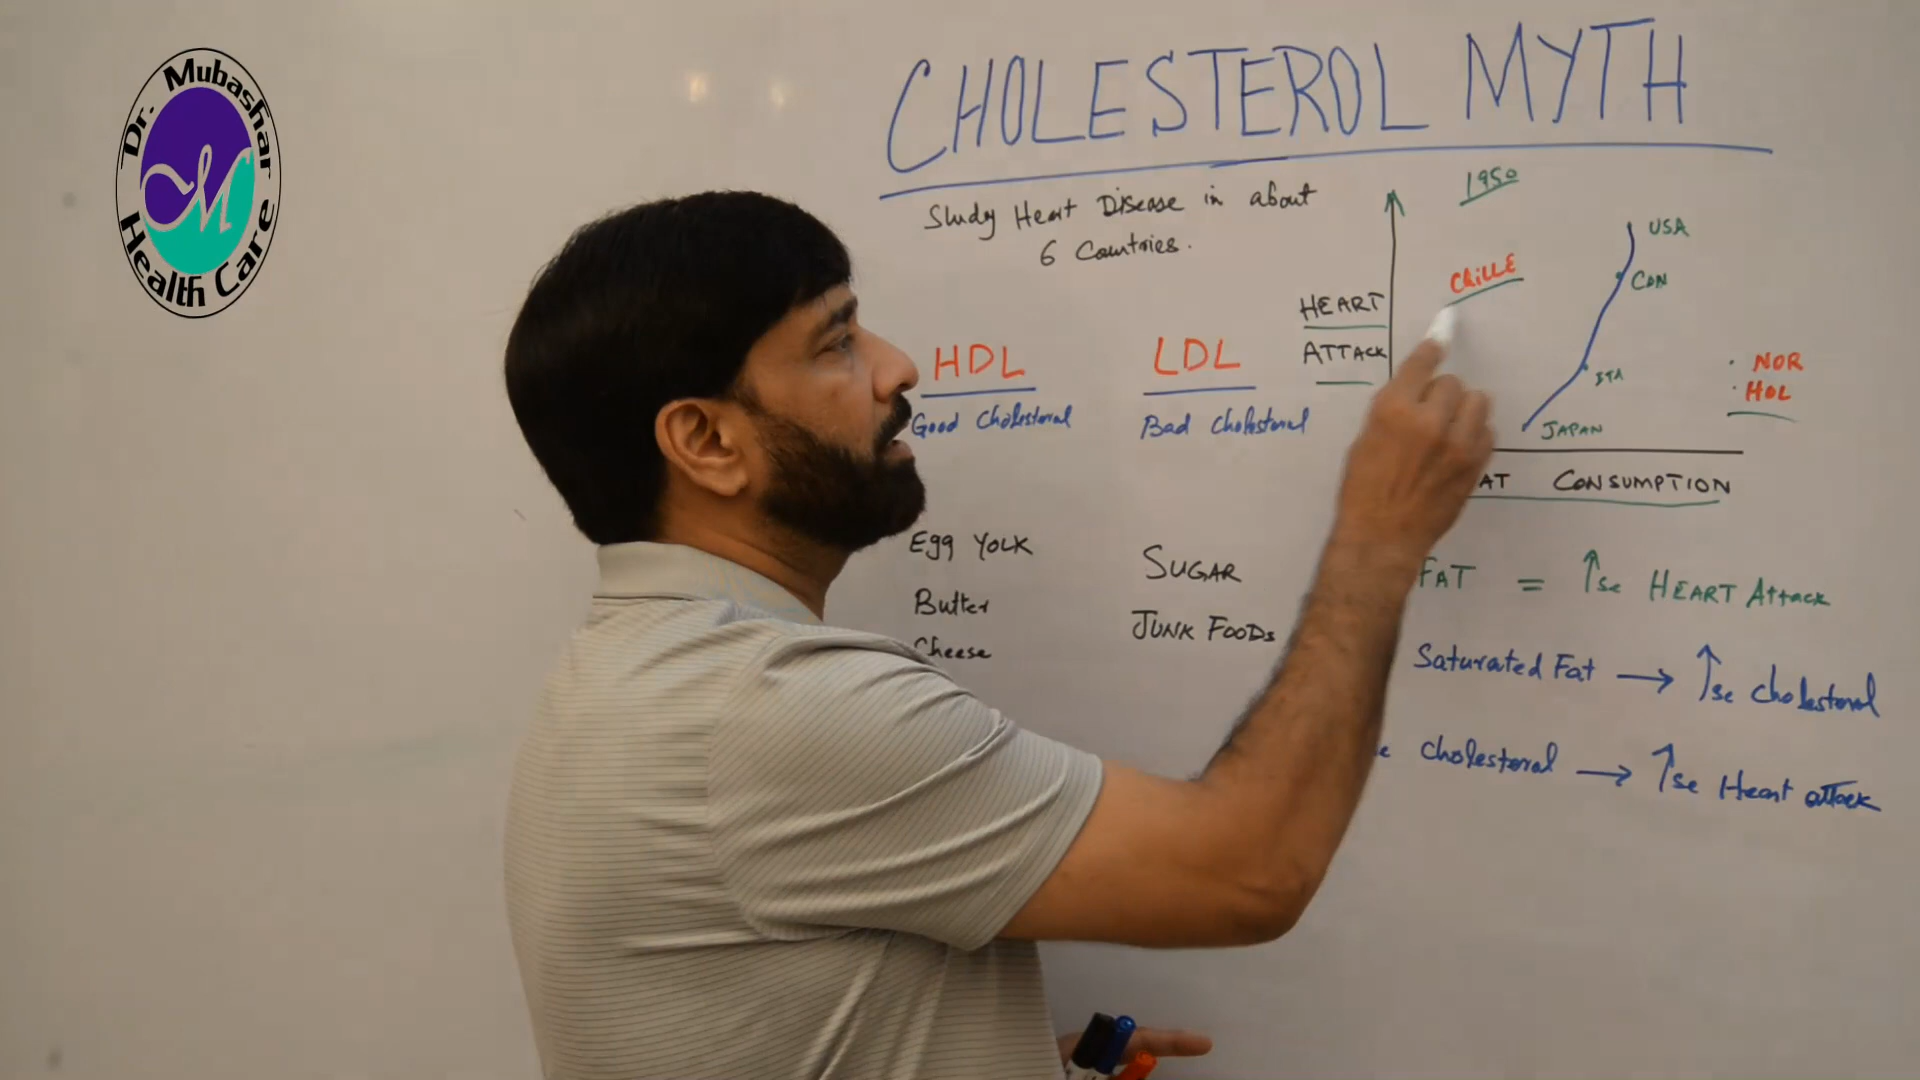 Dr. Mubashar
Health Care
M
CHOLESTEROL MYTH
Study Heart Disease in about
6 Countries.
1950
USA
CHILLE
CON
HEART
ATTACK
ITA
NOR
HOL
JAPAN
AT CONSUMPTION
HDL
Good Cholesterol
LDL
Bad Cholesterol
Egg YOLK
Butter
Cheese
SUGAR
JUNK FOODs
FAT = ↑se HEART Attack
Saturated Fat → ↑se cholesterol
e cholesterol → ↑se Heart attack